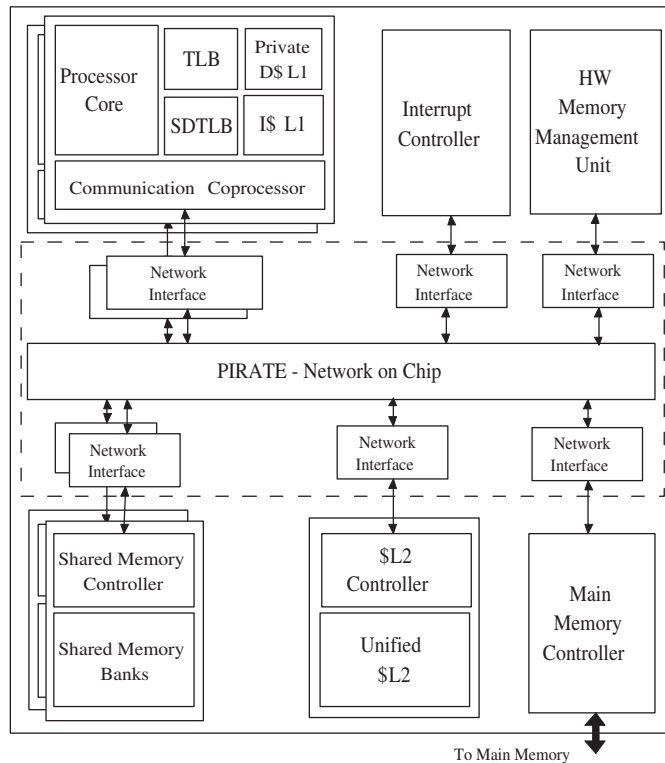 Processor
Core
TLB
Private
D$ L1
SDTLB
I$ L1
Communication Coprocessor
Interrupt
Controller
HW
Memory
Management
Unit
Network
Interface
Network
Interface
Network
Interface
PIRATE - Network on Chip
Network
Interface
Network
Interface
Network
Interface
Shared Memory
Controller
Shared Memory
Banks
$L2
Controller
Unified
$L2
Main
Memory
Controller
To Main Memory